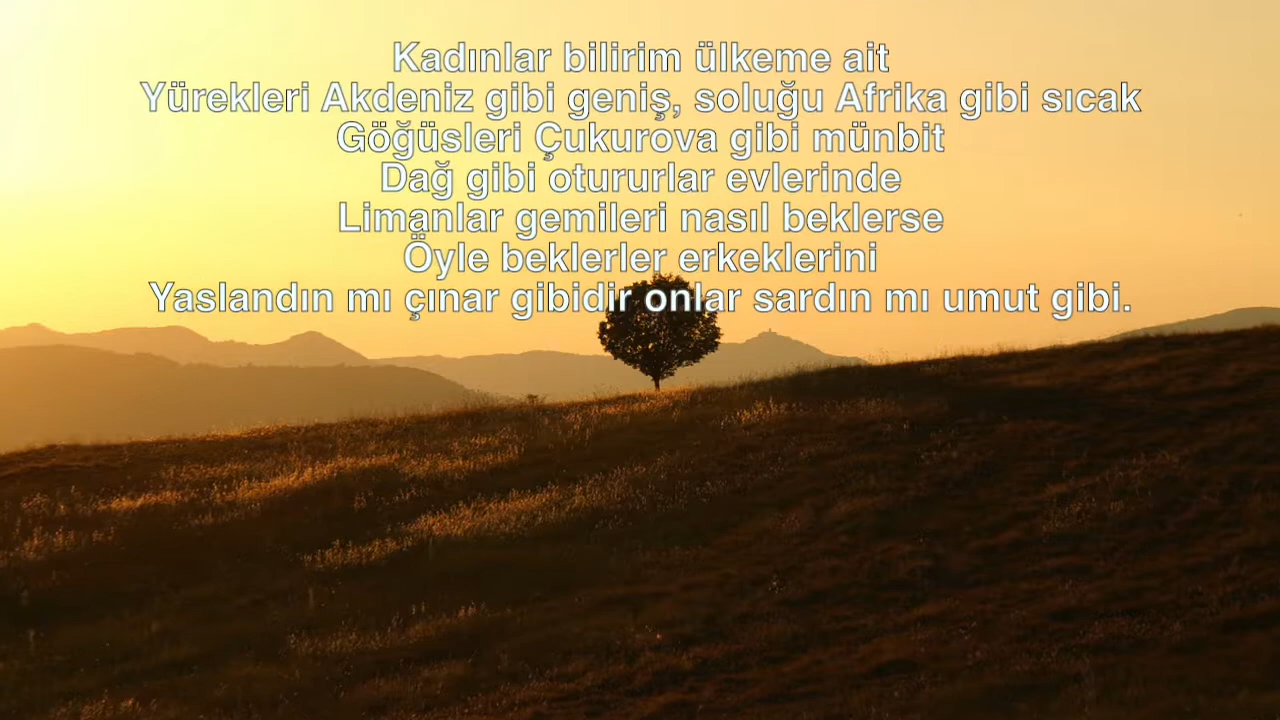 Kadınlar bilirim ülkeme ait
Yürekleri Akdeniz gibi geniş, soluğu Afrika gibi sıcak
Göğüsleri Çukurova gibi münbit
Dağ gibi otururlar evlerinde
Limanlar gemileri nasıl beklerse
Öyle beklerler erkeklerini
Yaslandın mı çınar gibidir onlar sardın mı umut gibi.